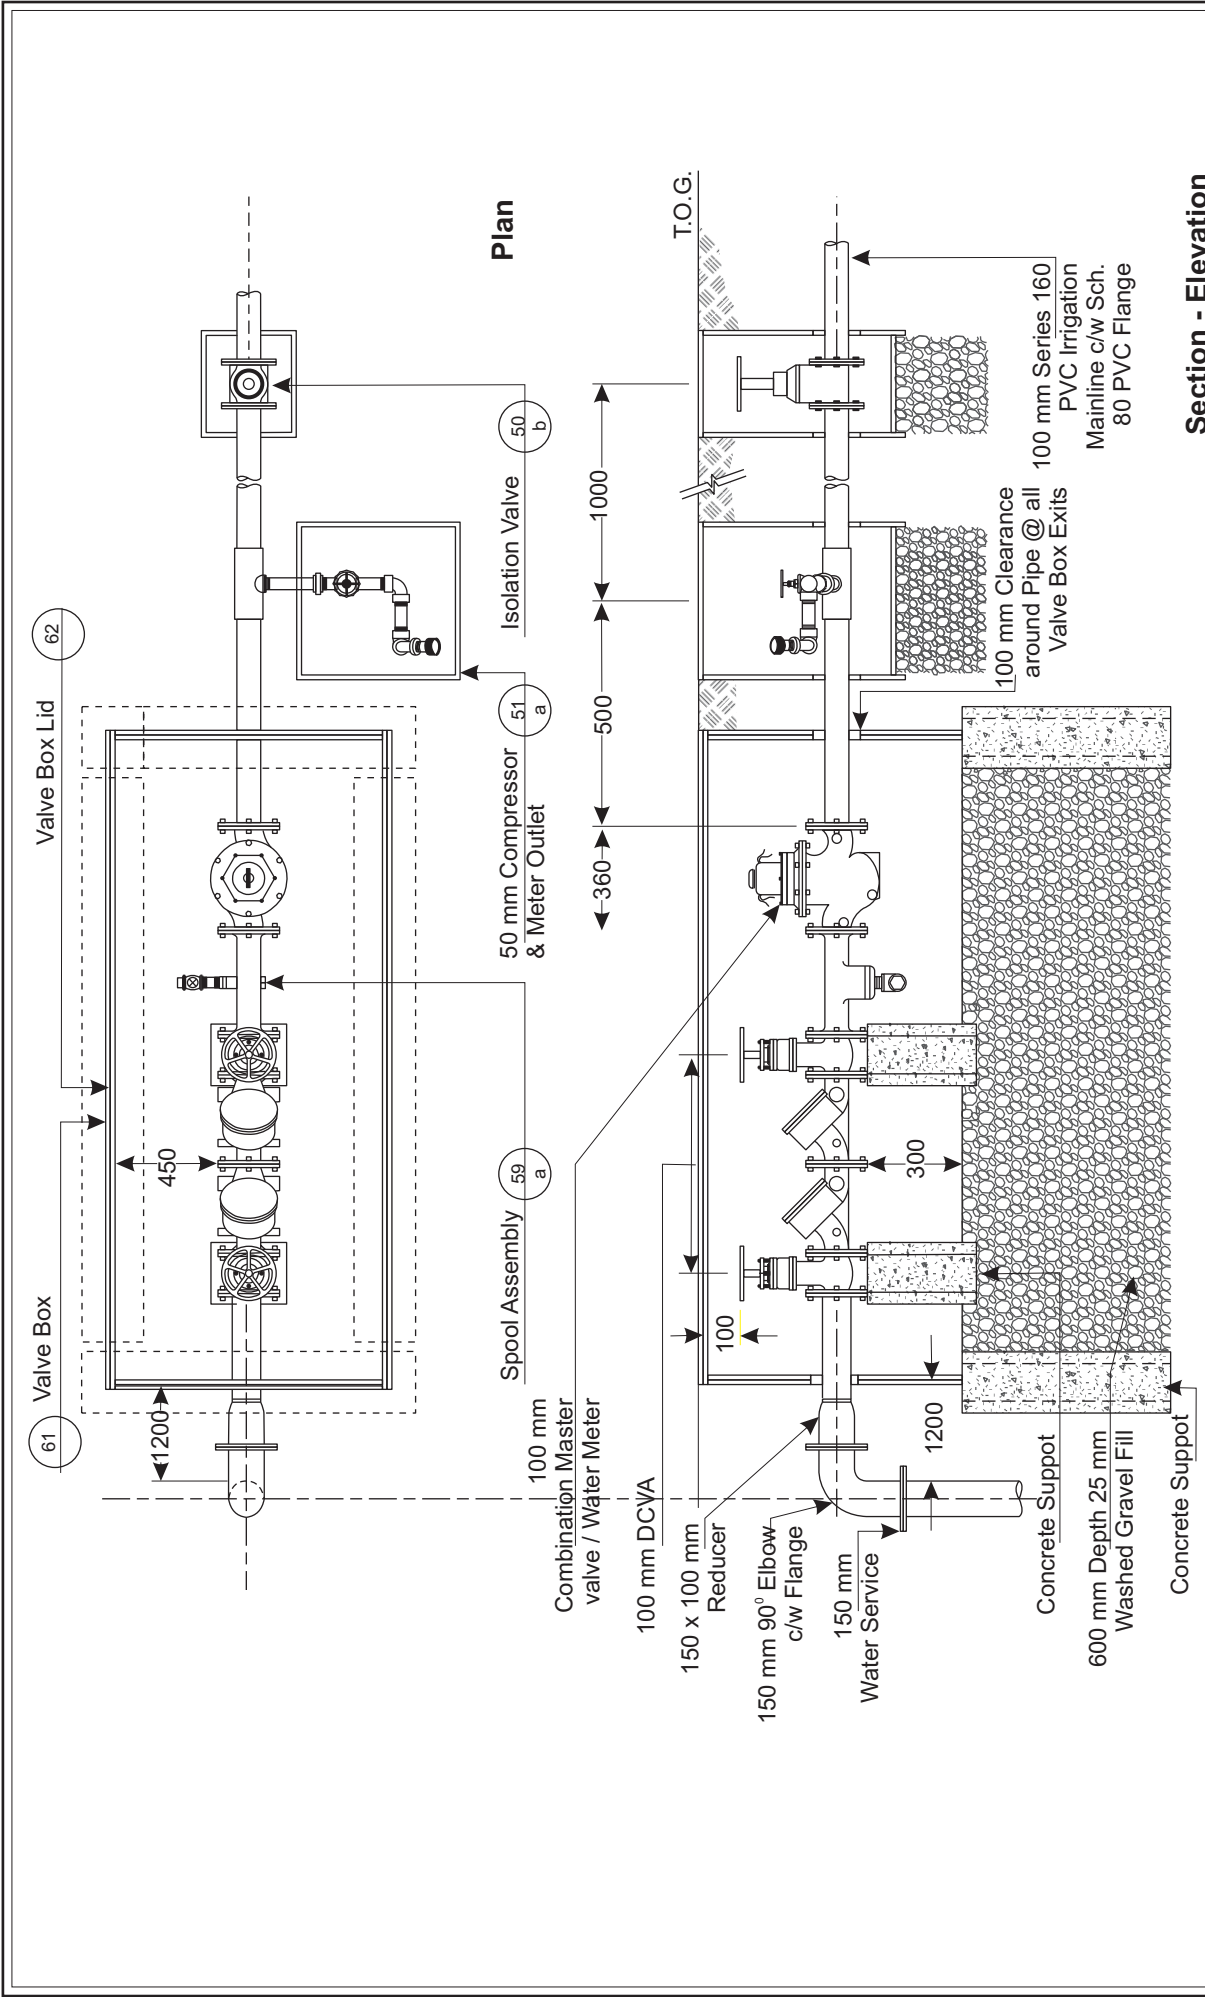 61
Valve Box
Valve Box Lid
62
1200
450
Plan
Spool Assembly
59
a
50 mm Compressor
& Meter Outlet
51
a
Isolation Valve
50
b
100 mm
Combination Master
valve / Water Meter
360
500
1000
100 mm DCVA
T.O.G.
150 x 100 mm
Reducer
100
150 mm 90⁰ Elbow
c/w Flange
150 mm
Water Service
1200
300
100 mm Clearance
around Pipe @ all
Valve Box Exits
100 mm Series 160
PVC Irrigation
Mainline c/w Sch.
80 PVC Flange
Concrete Suppot
600 mm Depth 25 mm
Washed Gravel Fill
Concrete Suppot
Section - Elevation